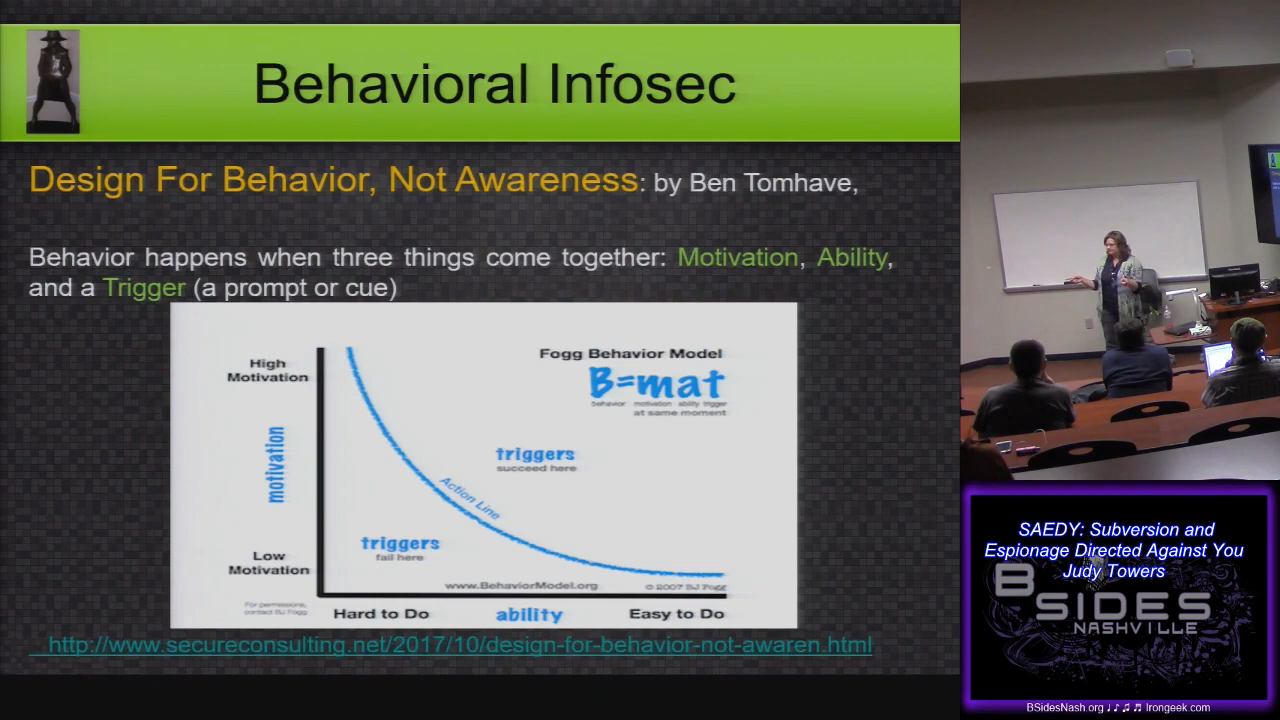 Behavioral Infosec
Design For Behavior, Not Awareness: by Ben Tomhave,
Behavior happens when three things come together: Motivation, Ability,
and a Trigger (a prompt or cue)
High
Motivation
motivation
Low
Motivation
Fogg Behavior Model
B=mat
behavior motivation ability trigger
at same moment
triggers
succeed here
Action Line
triggers
fail here
www.BehaviorModel.org © 2007 BJ Fogg
For permissions,
contact BJ Fogg
Hard to Do ability Easy to Do
http://www.secureconsulting.net/2017/10/design-for-behavior-not-awaren.html
SAEDY: Subversion and
Espionage Directed Against You
Judy Towers
BSIDES
NASHVILLE
BSidesNash.org ♩ ♪ ♫ ♬ Irongeek.com